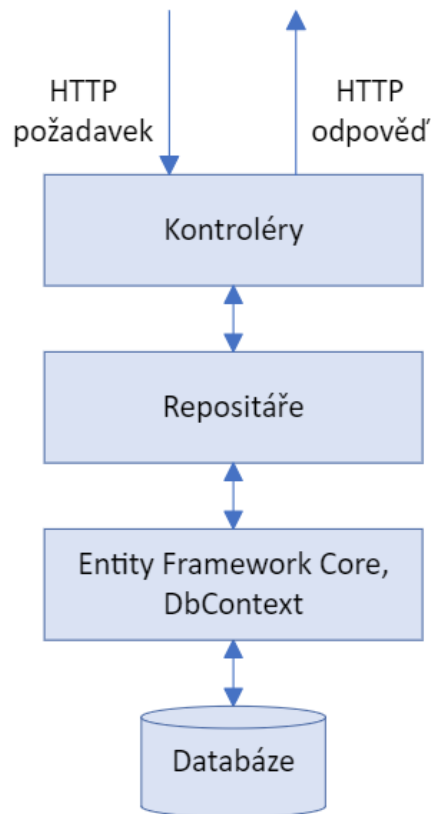 HTTP
požadavek
HTTP
odpověď
Kontroléry
Repositáře
Entity Framework Core,
DbContext
Databáze